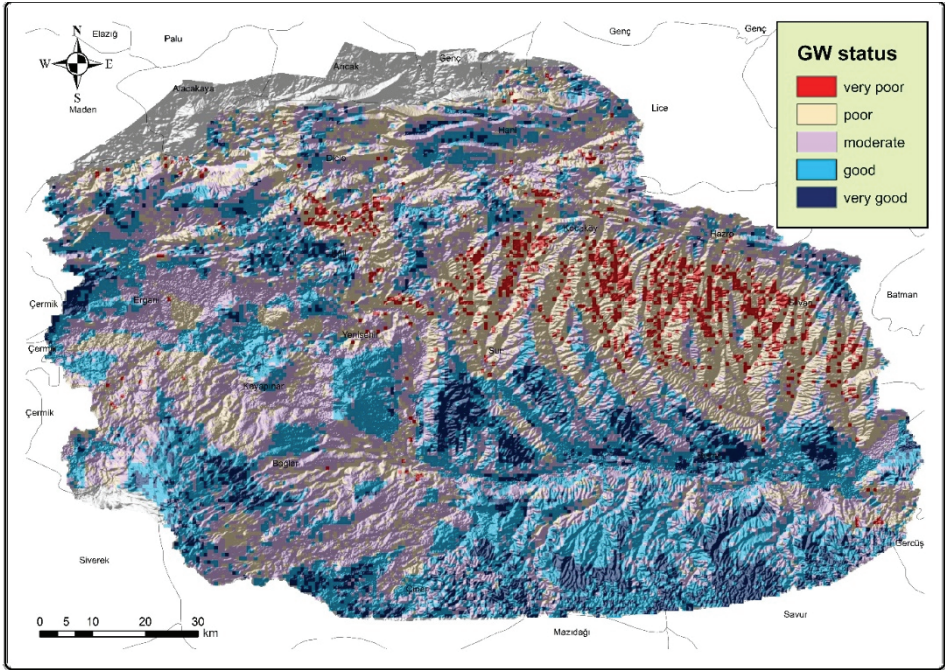 N
W E
S
Elazığ
Palu
Genç
Genç
Genç
Arıcak
Alacakaya
Maden
Lice
Hani
Dicle
Kocaköy
Hazro
Silvan
Batman
Çermik
Ergani
Yenişehir
Sur
Çermik
Kayapınar
Çermik
Bağlar
Siverek
Çınar
Gercüş
Savur
Mazıdağı
GW status
very poor
poor
moderate
good
very good
0 5 10 20 30
km